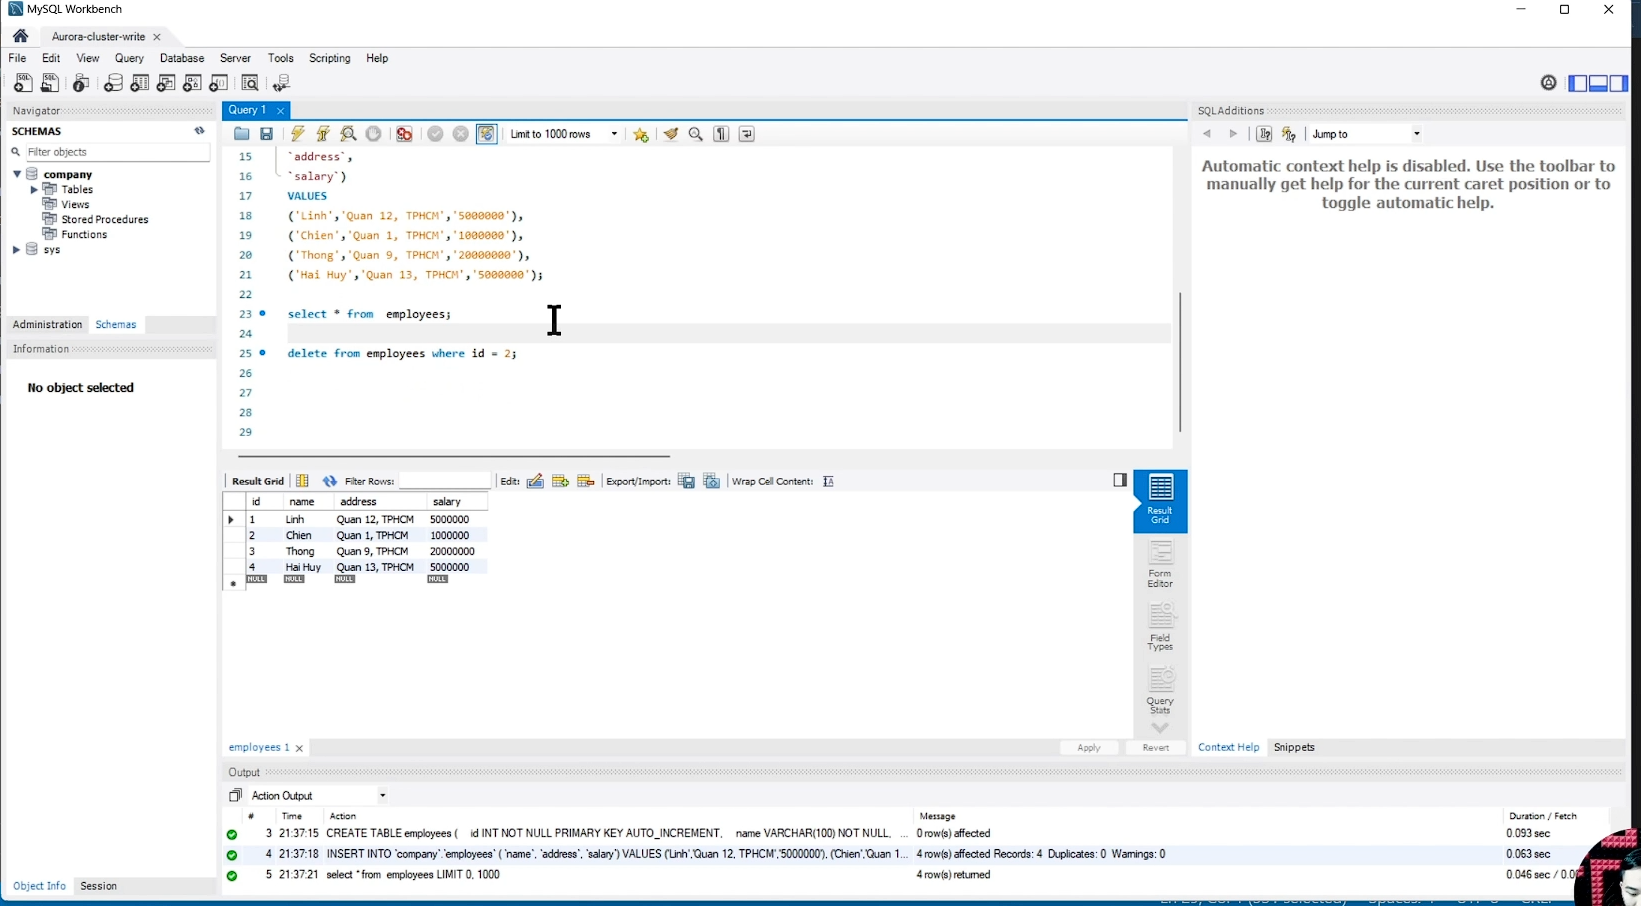 MySQL Workbench
Aurora-cluster-write
File Edit View Query Database Server Tools Scripting Help
Navigator
SCHEMAS
Filter objects
company
Tables
Views
Stored Procedures
Functions
sys
Administration Schemas
Information
No object selected
Object Info Session
Query 1
Limit to 1000 rows
15 `address`,
16 `salary`)
17 VALUES
18 ('Linh','Quan 12, TPHCM','5000000'),
19 ('Chien','Quan 1, TPHCM','1000000'),
20 ('Thong','Quan 9, TPHCM','20000000'),
21 ('Hai Huy','Quan 13, TPHCM','5000000');
22
23 select * from employees;
24
25 delete from employees where id = 2;
26
27
28
29
Result Grid Filter Rows: Edit: Export/Import: Wrap Cell Content:
id name address salary
1 Linh Quan 12, TPHCM 5000000
2 Chien Quan 1, TPHCM 1000000
3 Thong Quan 9, TPHCM 20000000
4 Hai Huy Quan 13, TPHCM 5000000
NULL NULL NULL NULL
Result Grid
Form Editor
Field Types
Query Stats
employees 1 Apply Revert
SQLAdditions
Jump to
Automatic context help is disabled. Use the toolbar to
manually get help for the current caret position or to
toggle automatic help.
Context Help Snippets
Output
Action Output
# Time Action Message Duration / Fetch
3 21:37:15 CREATE TABLE employees ( id INT NOT NULL PRIMARY KEY AUTO_INCREMENT, name VARCHAR(100) NOT NULL, ... 0 row(s) affected 0.093 sec
4 21:37:18 INSERT INTO `company`.`employees` ( `name`, `address`, `salary`) VALUES ('Linh','Quan 12, TPHCM','5000000'), ('Chien','Quan 1... 4 row(s) affected Records: 4 Duplicates: 0 Warnings: 0 0.063 sec
5 21:37:21 select * from employees LIMIT 0, 1000 4 row(s) returned 0.046 sec / 0.00